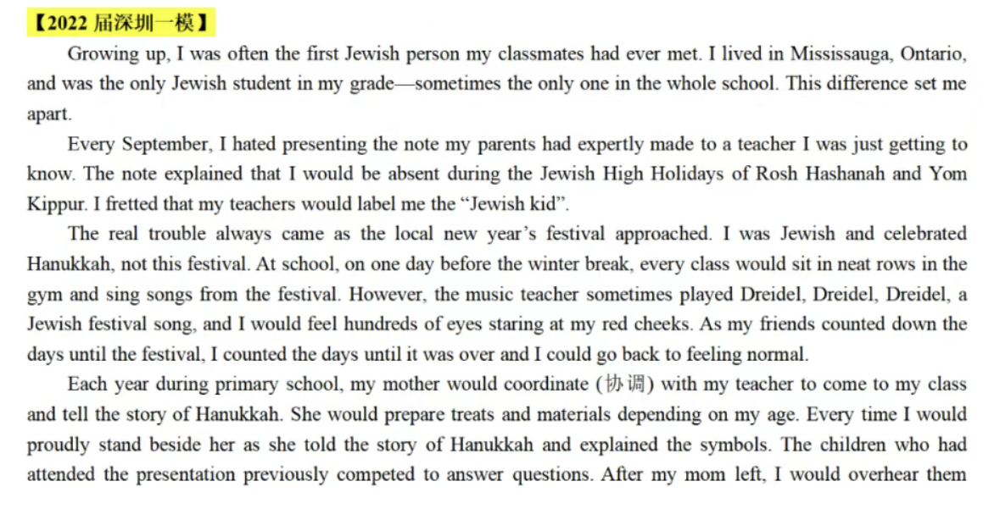 【2022 届深圳一模】
Growing up, I was often the first Jewish person my classmates had ever met. I lived in Mississauga, Ontario,
and was the only Jewish student in my grade—sometimes the only one in the whole school. This difference set me
apart.
Every September, I hated presenting the note my parents had expertly made to a teacher I was just getting to
know. The note explained that I would be absent during the Jewish High Holidays of Rosh Hashanah and Yom
Kippur. I fretted that my teachers would label me the “Jewish kid”.
The real trouble always came as the local new year’s festival approached. I was Jewish and celebrated
Hanukkah, not this festival. At school, on one day before the winter break, every class would sit in neat rows in the
gym and sing songs from the festival. However, the music teacher sometimes played Dreidel, Dreidel, Dreidel, a
Jewish festival song, and I would feel hundreds of eyes staring at my red cheeks. As my friends counted down the
days until the festival, I counted the days until it was over and I could go back to feeling normal.
Each year during primary school, my mother would coordinate (协调) with my teacher to come to my class
and tell the story of Hanukkah. She would prepare treats and materials depending on my age. Every time I would
proudly stand beside her as she told the story of Hanukkah and explained the symbols. The children who had
attended the presentation previously competed to answer questions. After my mom left, I would overhear them